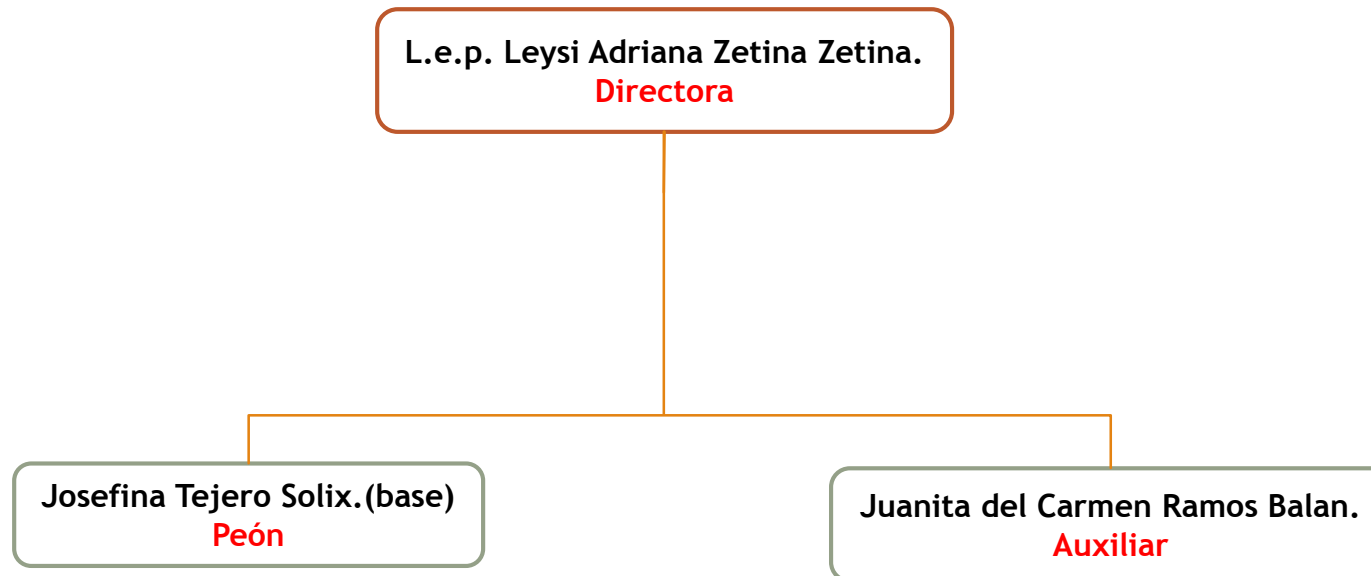 L.e.p. Leysi Adriana Zetina Zetina.
Directora
Josefina Tejero Solix.(base)
Peón
Juanita del Carmen Ramos Balan.
Auxiliar